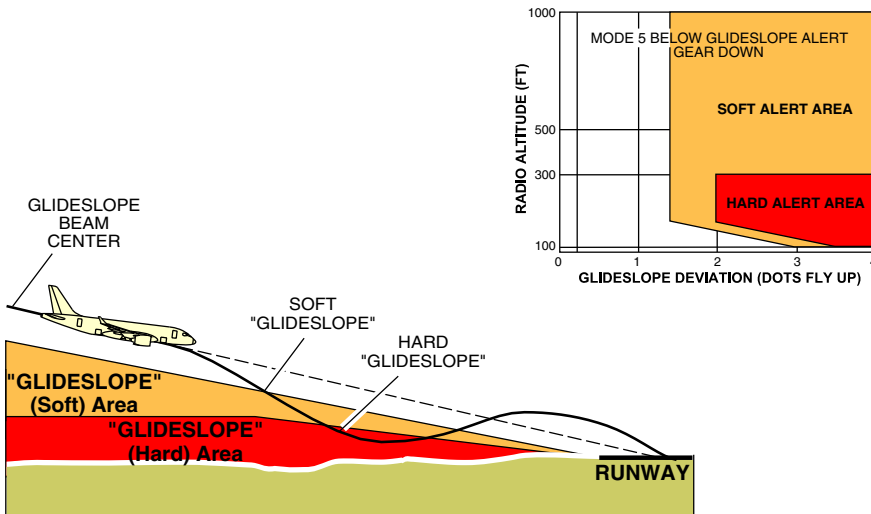 1000
MODE 5 BELOW GLIDESLOPE ALERT
GEAR DOWN
SOFT ALERT AREA
500
300
HARD ALERT AREA
100
0
1
2
3
RADIO ALTITUDE (FT)
GLIDESLOPE DEVIATION (DOTS FLY UP)
GLIDESLOPE
BEAM
CENTER
SOFT
"GLIDESLOPE"
HARD
"GLIDESLOPE"
"GLIDESLOPE"
(Soft) Area
"GLIDESLOPE"
(Hard) Area
RUNWAY